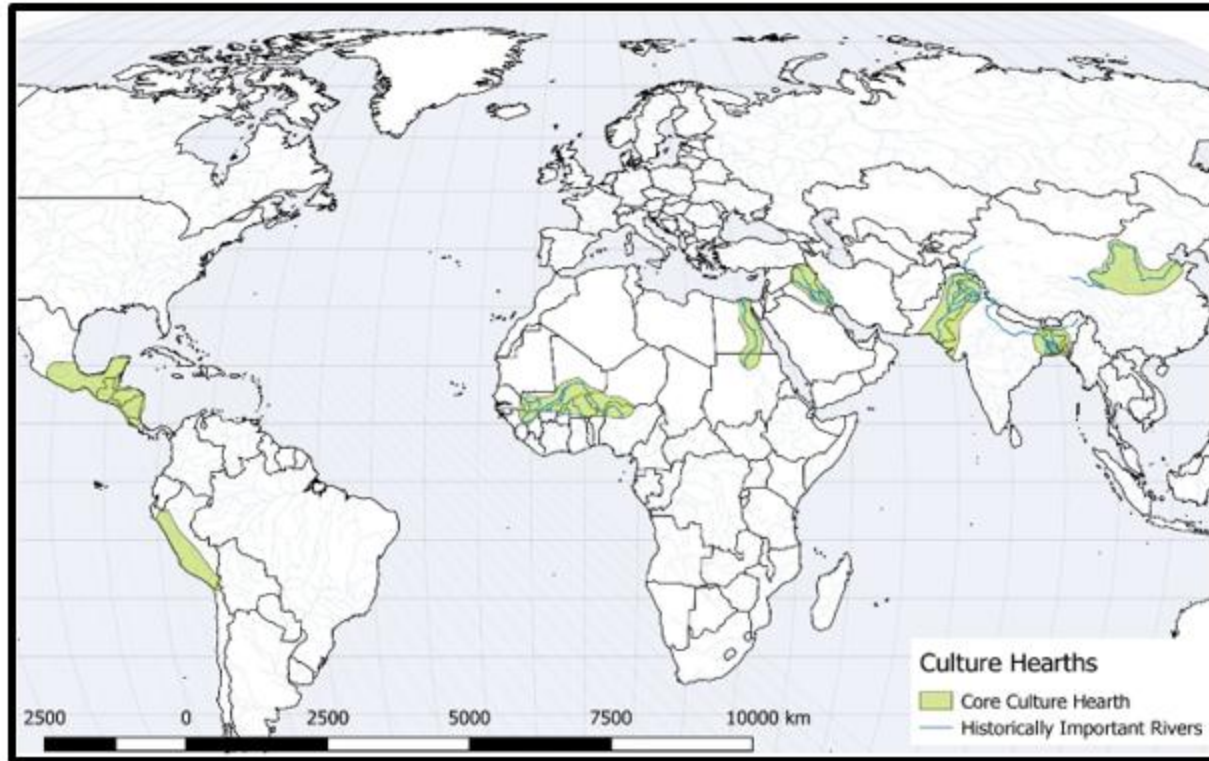 Culture Hearths
Core Culture Hearth
Historically Important Rivers
2500 0 2500 5000 7500 10000 km